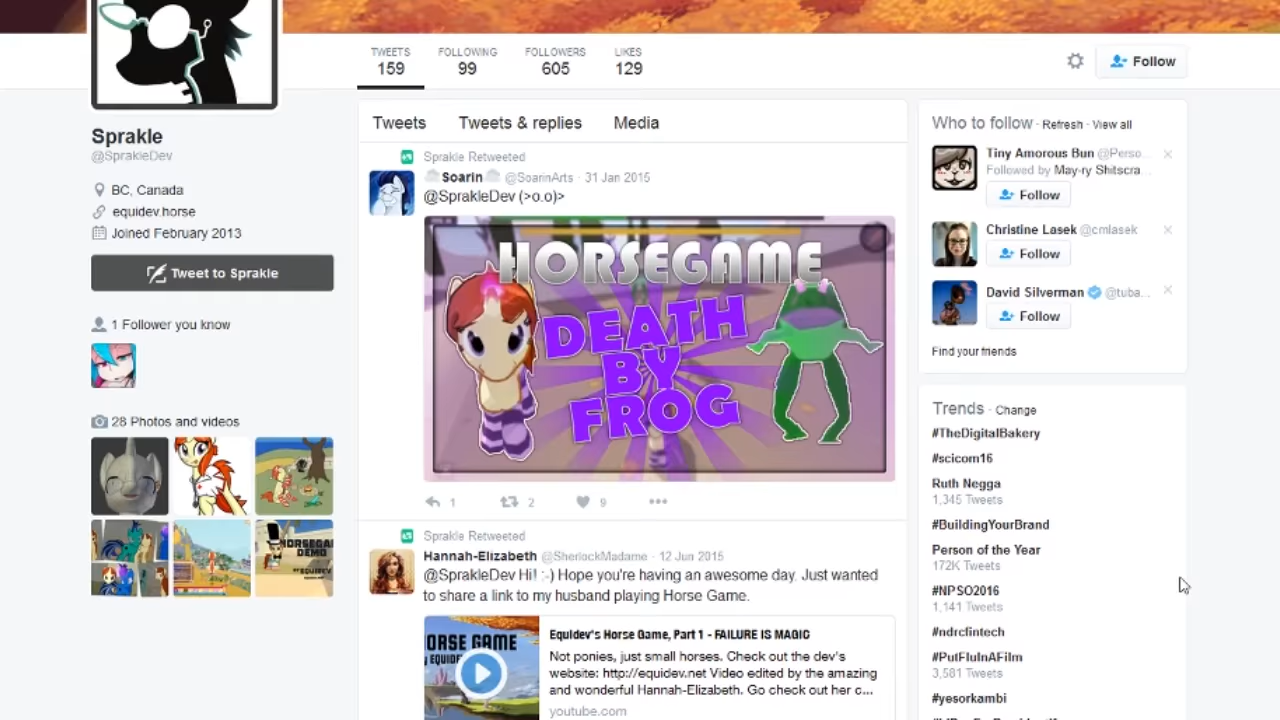 TWEETS FOLLOWING FOLLOWERS LIKES
159 99 605 129
Follow
Sprakle
@SprakleDev
BC, Canada
equidev.horse
Joined February 2013
Tweet to Sprakle
1 Follower you know
28 Photos and videos
HORSEGAM
DEMO
Tweets Tweets & replies Media
Sprakle Retweeted
Soarin @SoarinArts · 31 Jan 2015
@SprakleDev (>o.o)>
HORSEGAME
DEATH
BY
FROG
1 2 9
Sprakle Retweeted
Hannah-Elizabeth @SherlockMadame · 12 Jun 2015
@SprakleDev Hi! :-) Hope you're having an awesome day. Just wanted
to share a link to my husband playing Horse Game.
ORSE GAME
Equidev's Horse Game, Part 1 - FAILURE IS MAGIC
Not ponies, just small horses. Check out the dev's
website: http://equidev.net Video edited by the amazing
and wonderful Hannah-Elizabeth. Go check out her c...
youtube.com
Who to follow · Refresh · View all
Tiny Amorous Bun @Perso...
Followed by May-ry Shitscra...
Follow
Christine Lasek @cmlasek
Follow
David Silverman @tuba...
Follow
Find your friends
Trends · Change
#TheDigitalBakery
#scicom16
Ruth Negga
1,345 Tweets
#BuildingYourBrand
Person of the Year
172K Tweets
#NPSO2016
1,141 Tweets
#ndrcfintech
#PutFluInAFilm
3,581 Tweets
#yesorkambi